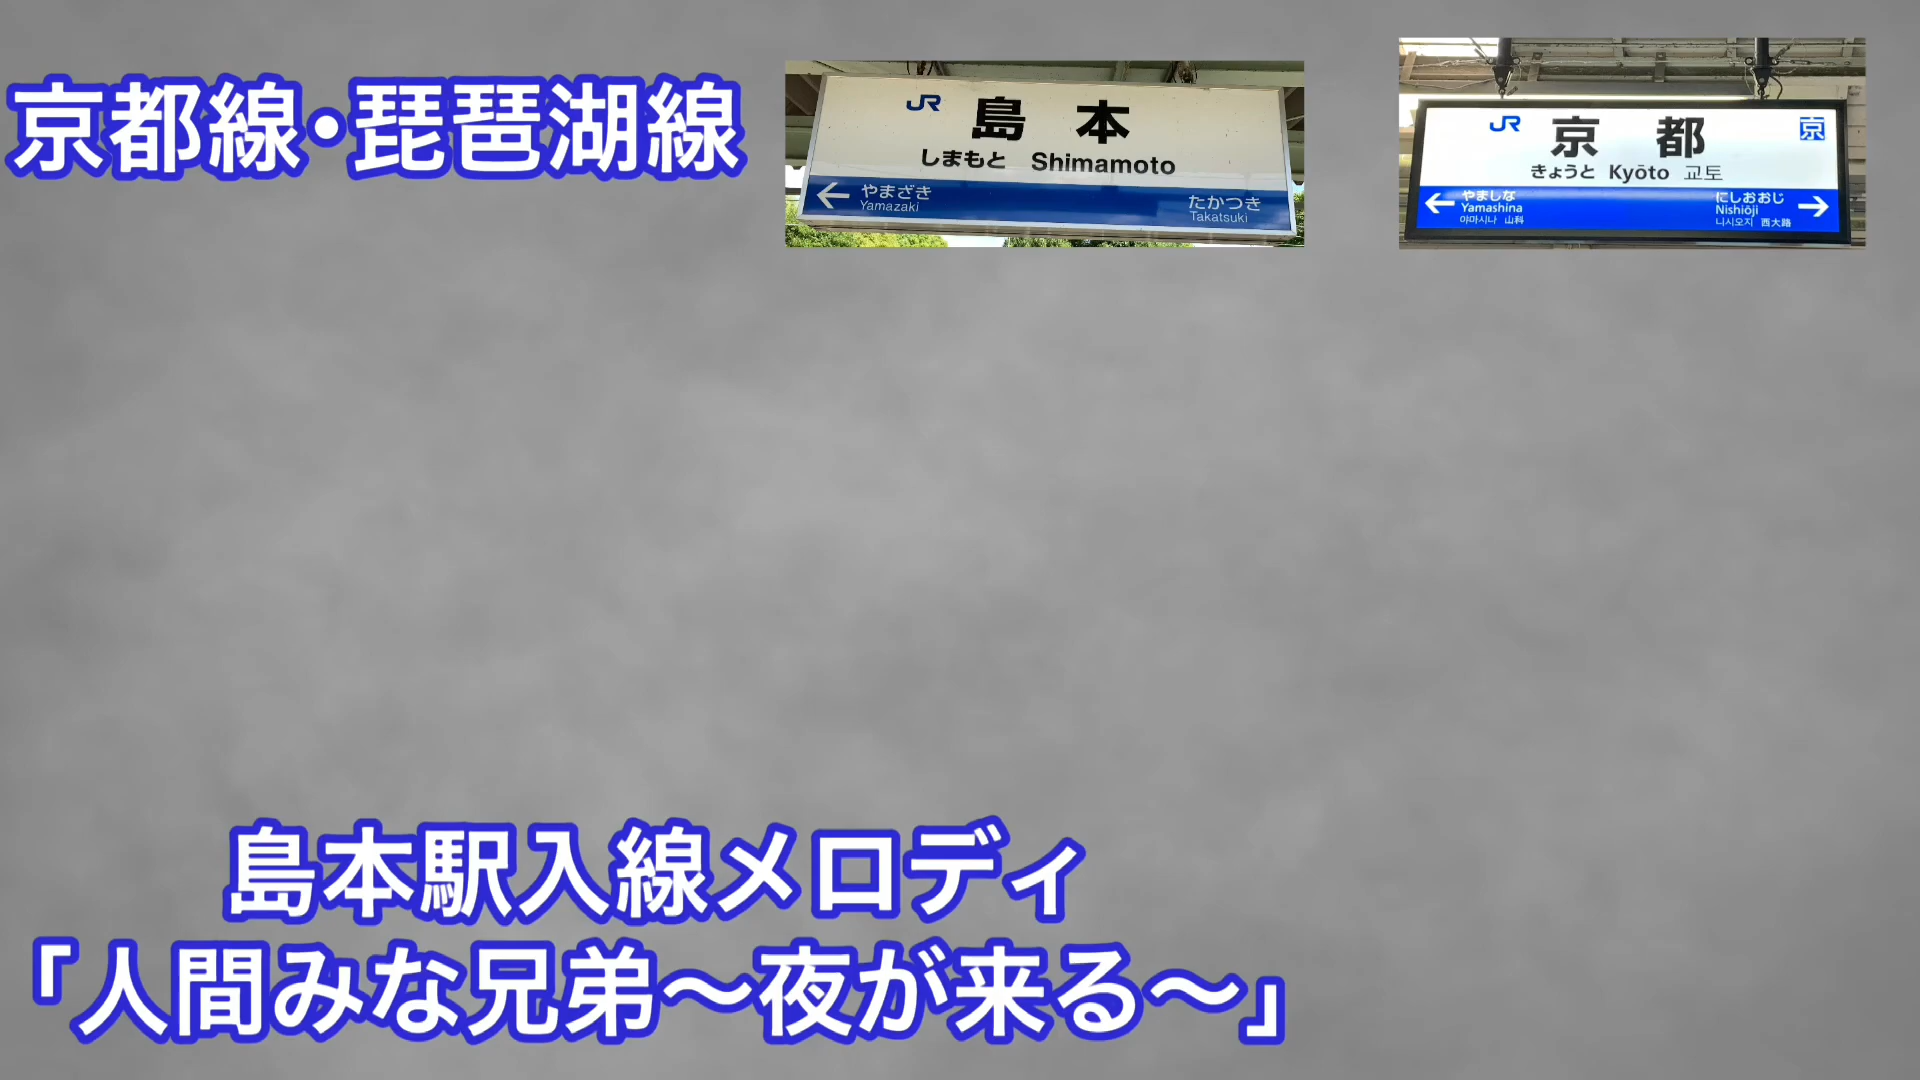 京都線・琵琶湖線
JR 島本
しまもと Shimamoto
← やまざき たかつき
Yamazaki Takatsuki
JR 京都 京
きょうと Kyōto 교토
← やましな にしおおじ →
Yamashina Nishiōji
야마시나 山科 니시오지 西大路
島本駅入線メロディ
「人間みな兄弟～夜が来る～」